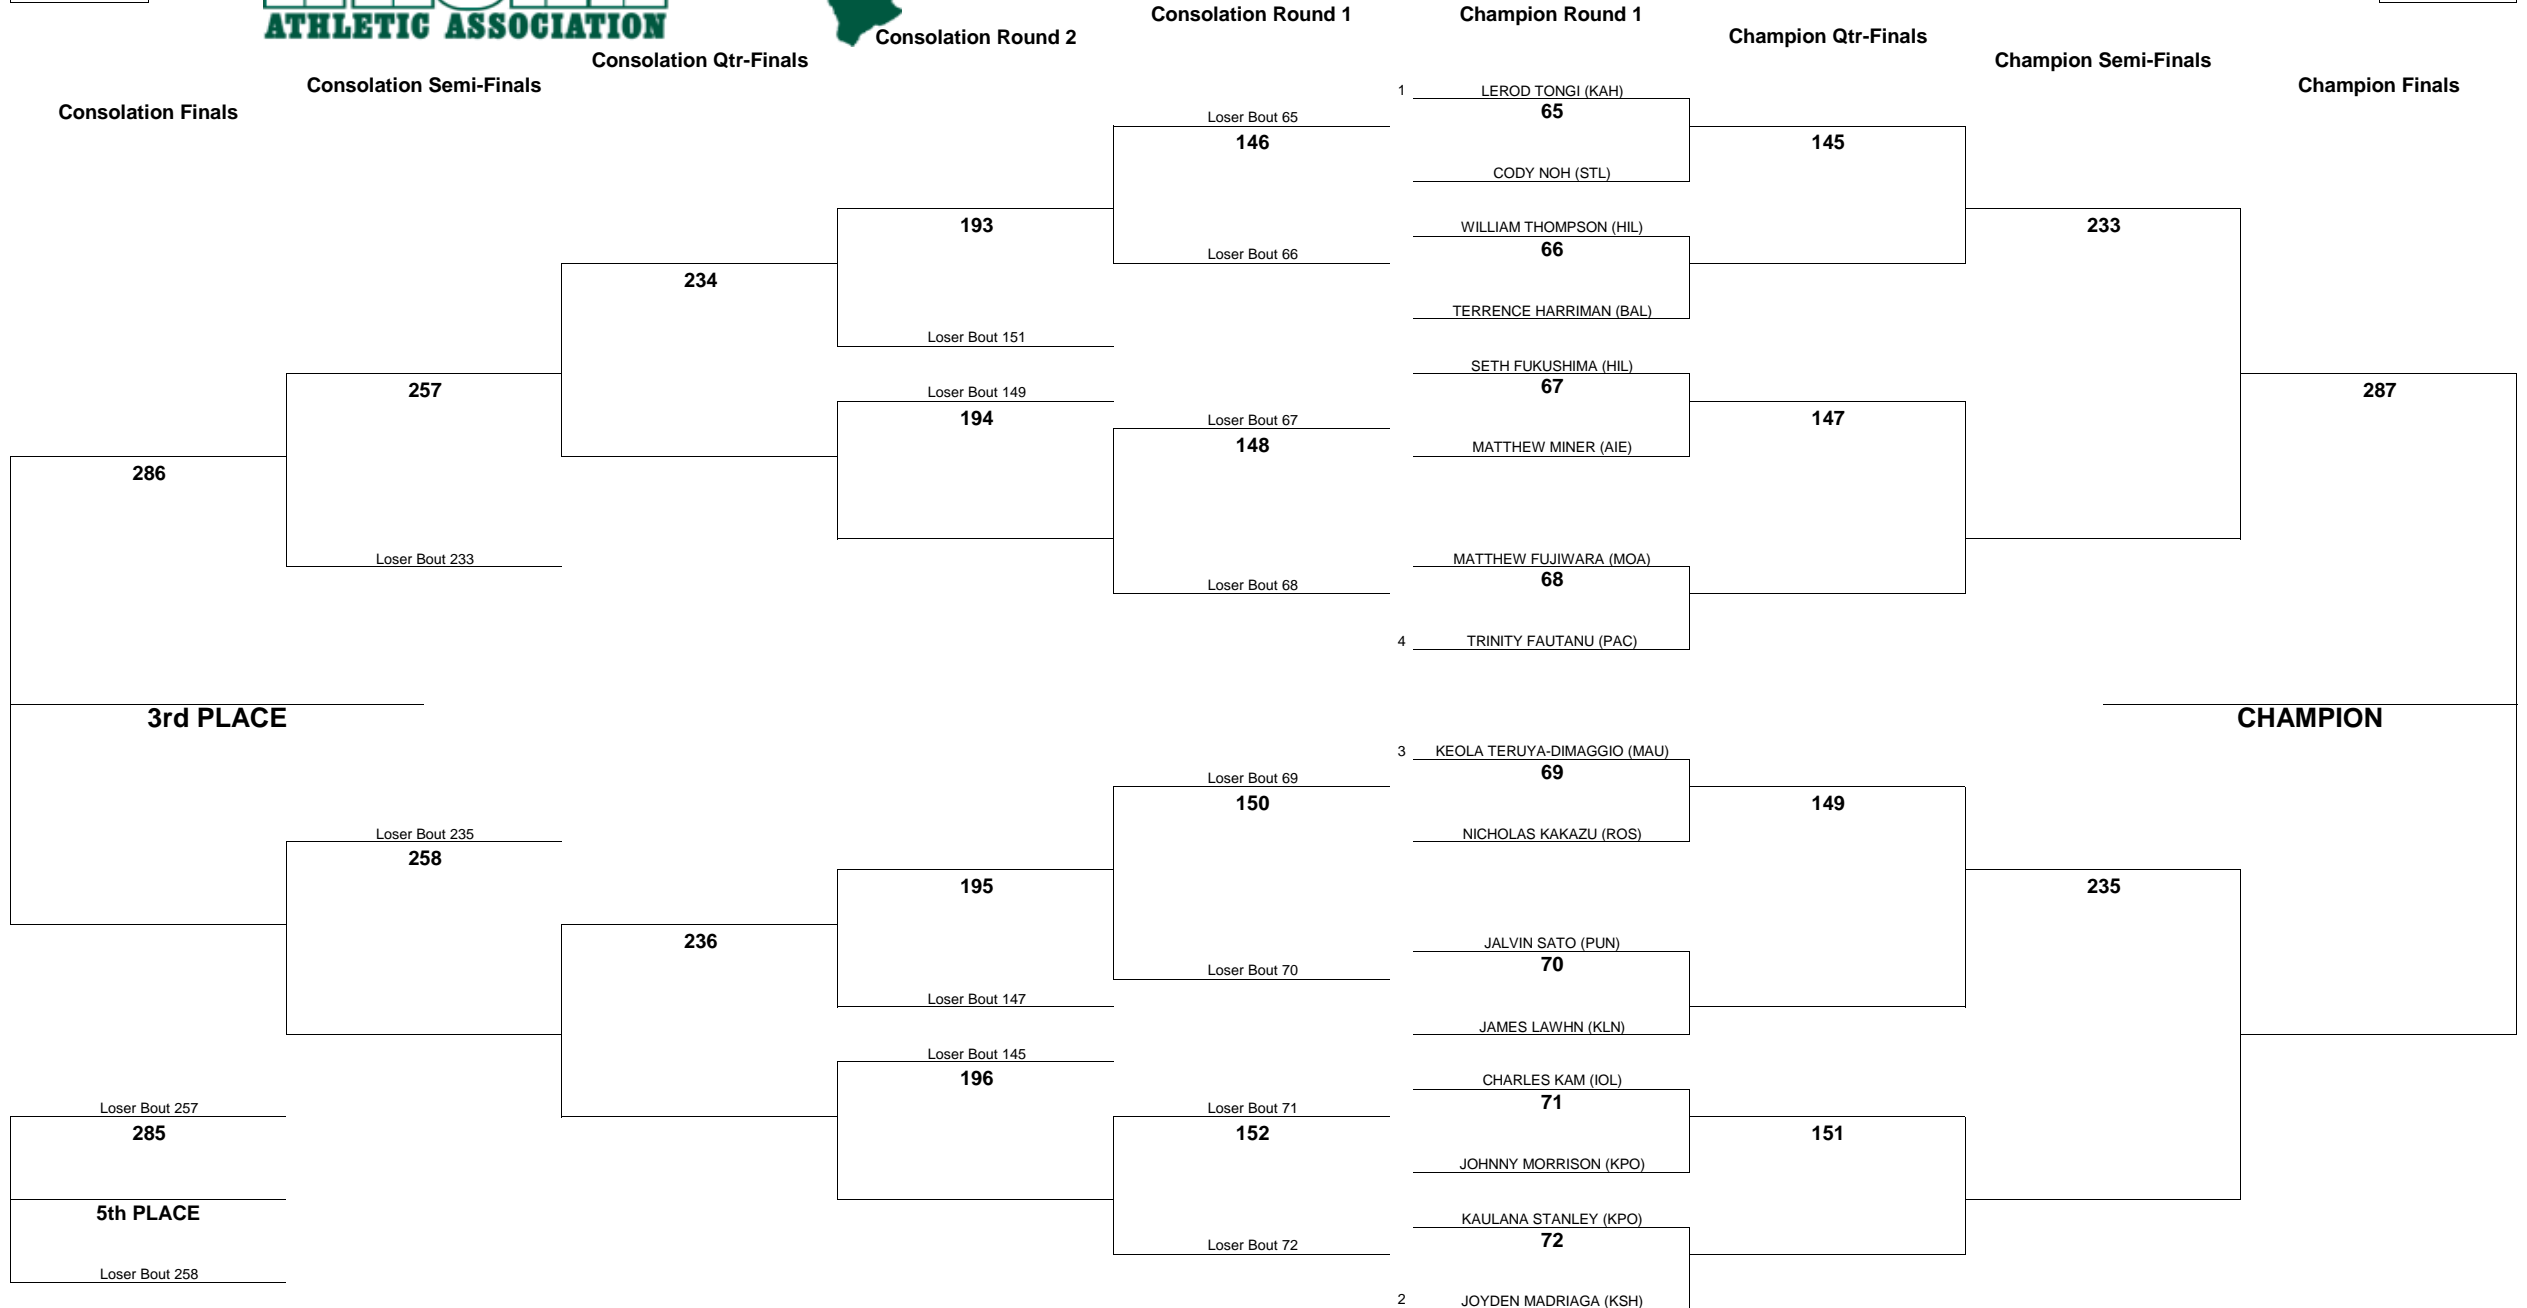 ATHLETIC ASSOCIATION
Consolation Round 1
Champion Round 1
Consolation Round 2
Champion Qtr-Finals
Consolation Qtr-Finals
Champion Semi-Finals
Consolation Semi-Finals
Champion Finals
Consolation Finals
1 LEROD TONGI (KAH)
65
Loser Bout 65
146
145
CODY NOH (STL)
193
WILLIAM THOMPSON (HIL)
233
66
Loser Bout 66
234
TERRENCE HARRIMAN (BAL)
Loser Bout 151
SETH FUKUSHIMA (HIL)
67
257
Loser Bout 149
287
194
Loser Bout 67
147
148
MATTHEW MINER (AIE)
286
Loser Bout 233
MATTHEW FUJIWARA (MOA)
68
Loser Bout 68
4 TRINITY FAUTANU (PAC)
3rd PLACE
CHAMPION
3 KEOLA TERUYA-DIMAGGIO (MAU)
69
Loser Bout 69
150
149
Loser Bout 235
NICHOLAS KAKAZU (ROS)
258
195
235
236
JALVIN SATO (PUN)
70
Loser Bout 70
Loser Bout 147
JAMES LAWHN (KLN)
Loser Bout 145
196
CHARLES KAM (IOL)
71
Loser Bout 257
Loser Bout 71
285
152
151
JOHNNY MORRISON (KPO)
5th PLACE
KAULANA STANLEY (KPO)
72
Loser Bout 72
Loser Bout 258
2 JOYDEN MADRIAGA (KSH)